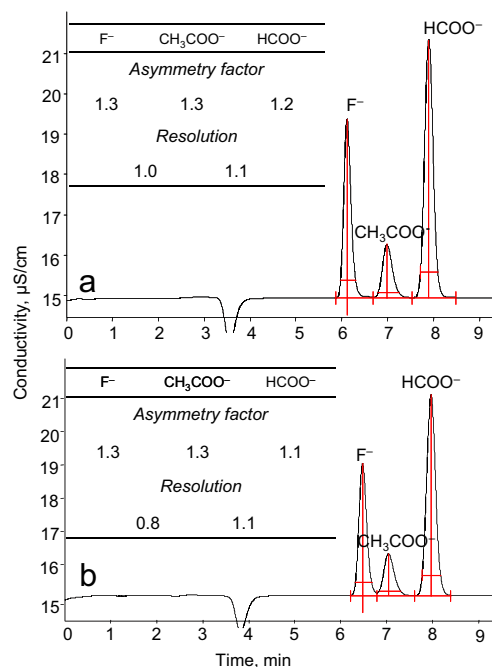 Conductivity, µS/cm
a
F⁻ CH₃COO⁻ HCOO⁻
Asymmetry factor
1.3 1.3 1.2
Resolution
1.0 1.1
F⁻
CH₃COO⁻
HCOO⁻
21
20
19
18
17
16
15
0 1 2 3 4 5 6 7 8 9
b
F⁻ CH₃COO⁻ HCOO⁻
Asymmetry factor
1.3 1.3 1.1
Resolution
0.8 1.1
F⁻
CH₃COO⁻
HCOO⁻
21
20
19
18
17
16
15
0 1 2 3 4 5 6 7 8 9
Time, min